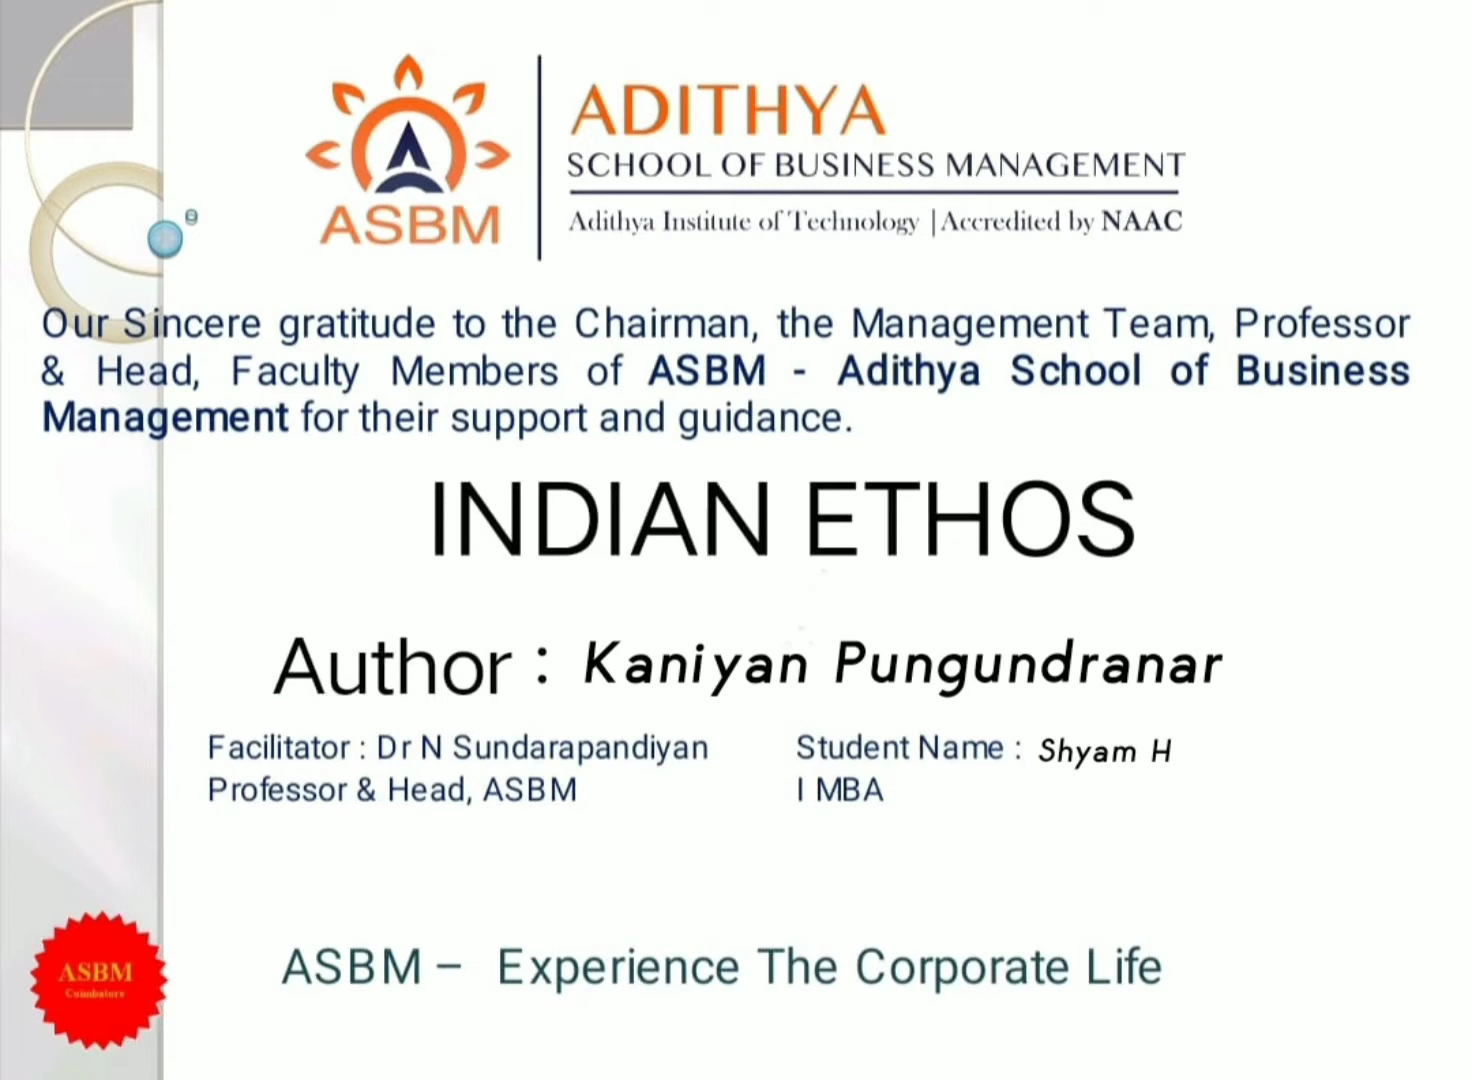 ADITHYA
SCHOOL OF BUSINESS MANAGEMENT
ASBM
Adithya Institute of Technology | Accredited by NAAC
Our Sincere gratitude to the Chairman, the Management Team, Professor
& Head, Faculty Members of ASBM - Adithya School of Business
Management for their support and guidance.
INDIAN ETHOS
Author : Kaniyan Pungundranar
Facilitator : Dr N Sundarapandiyan
Professor & Head, ASBM
Student Name : Shyam H
I MBA
ASBM
Coimbatore
ASBM – Experience The Corporate Life